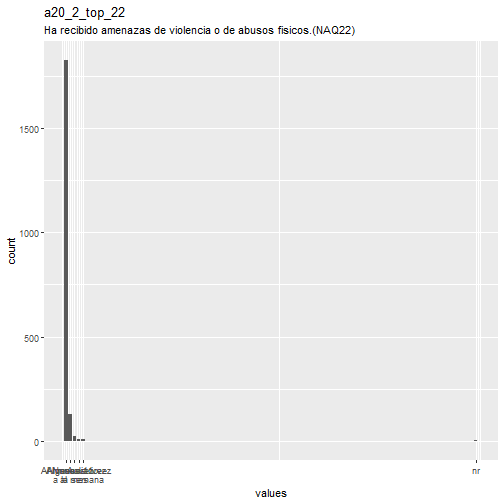 a20_2_top_22
Ha recibido amenazas de violencia o de abusos físicos.(NAQ22)
1500
1000
500
0
count
nr
values